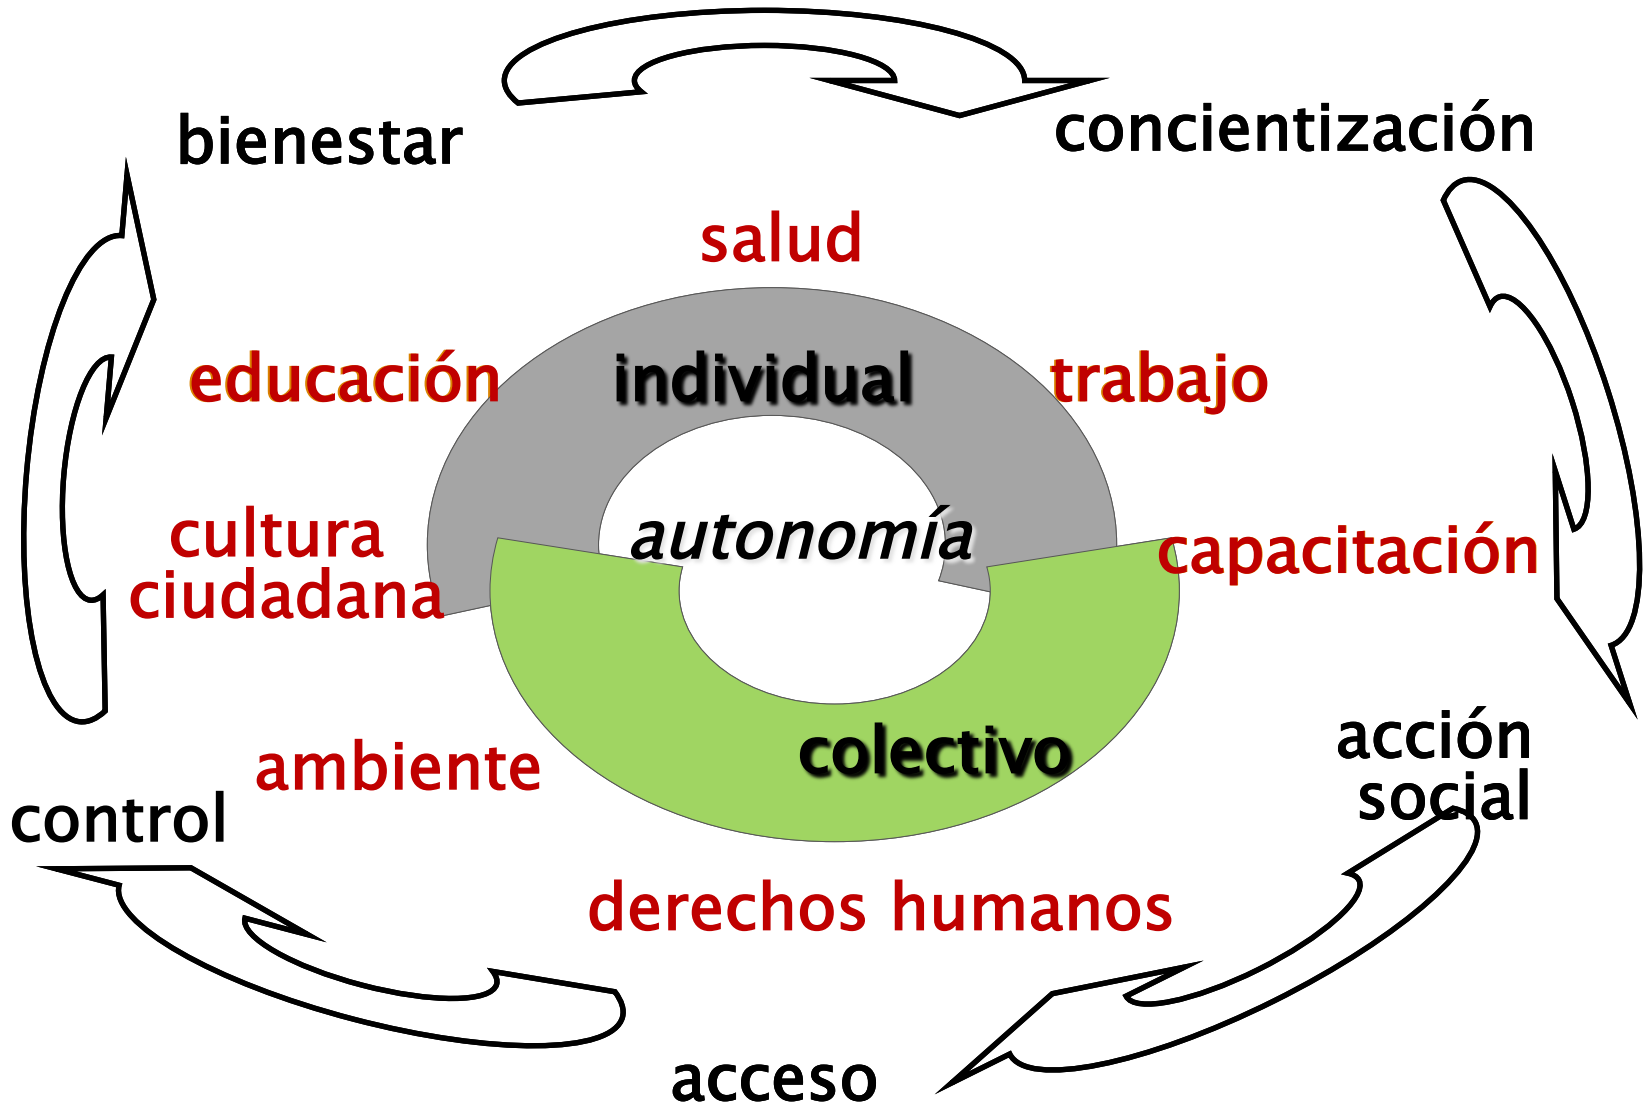 bienestar
concientización
salud
educación
individual
trabajo
autonomía
cultura
ciudadana
capacitación
acción
social
colectivo
ambiente
control
derechos humanos
acceso